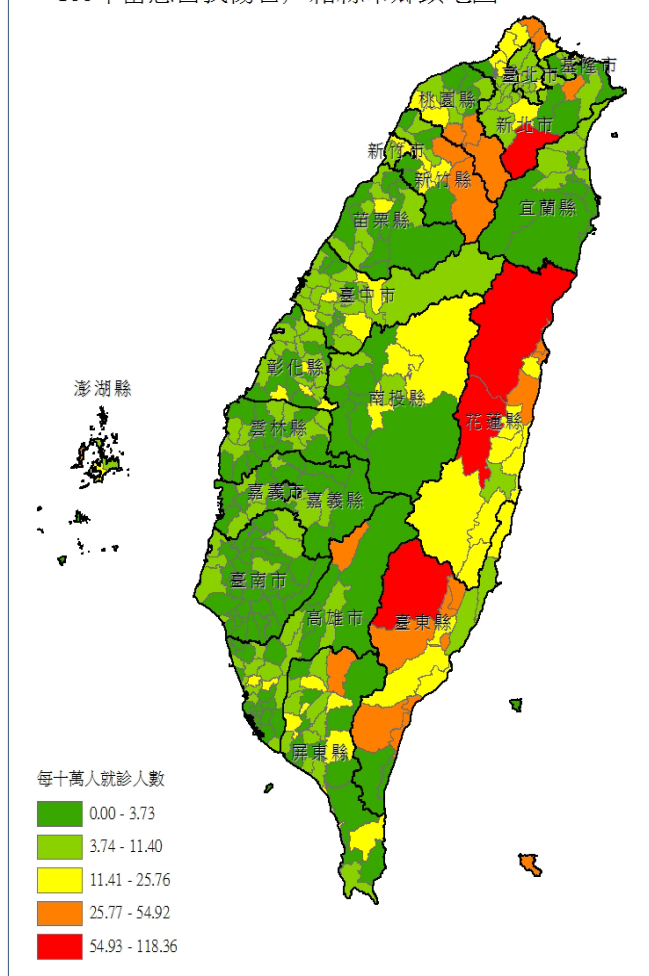 臺北市
基隆市
桃園縣
新北市
新竹市
新竹縣
宜蘭縣
苗栗縣
臺中市
彰化縣
澎湖縣
南投縣
花蓮縣
雲林縣
嘉義市
嘉義縣
臺南市
高雄市
臺東縣
屏東縣
每十萬人就診人數
0.00 - 3.73
3.74 - 11.40
11.41 - 25.76
25.77 - 54.92
54.93 - 118.36